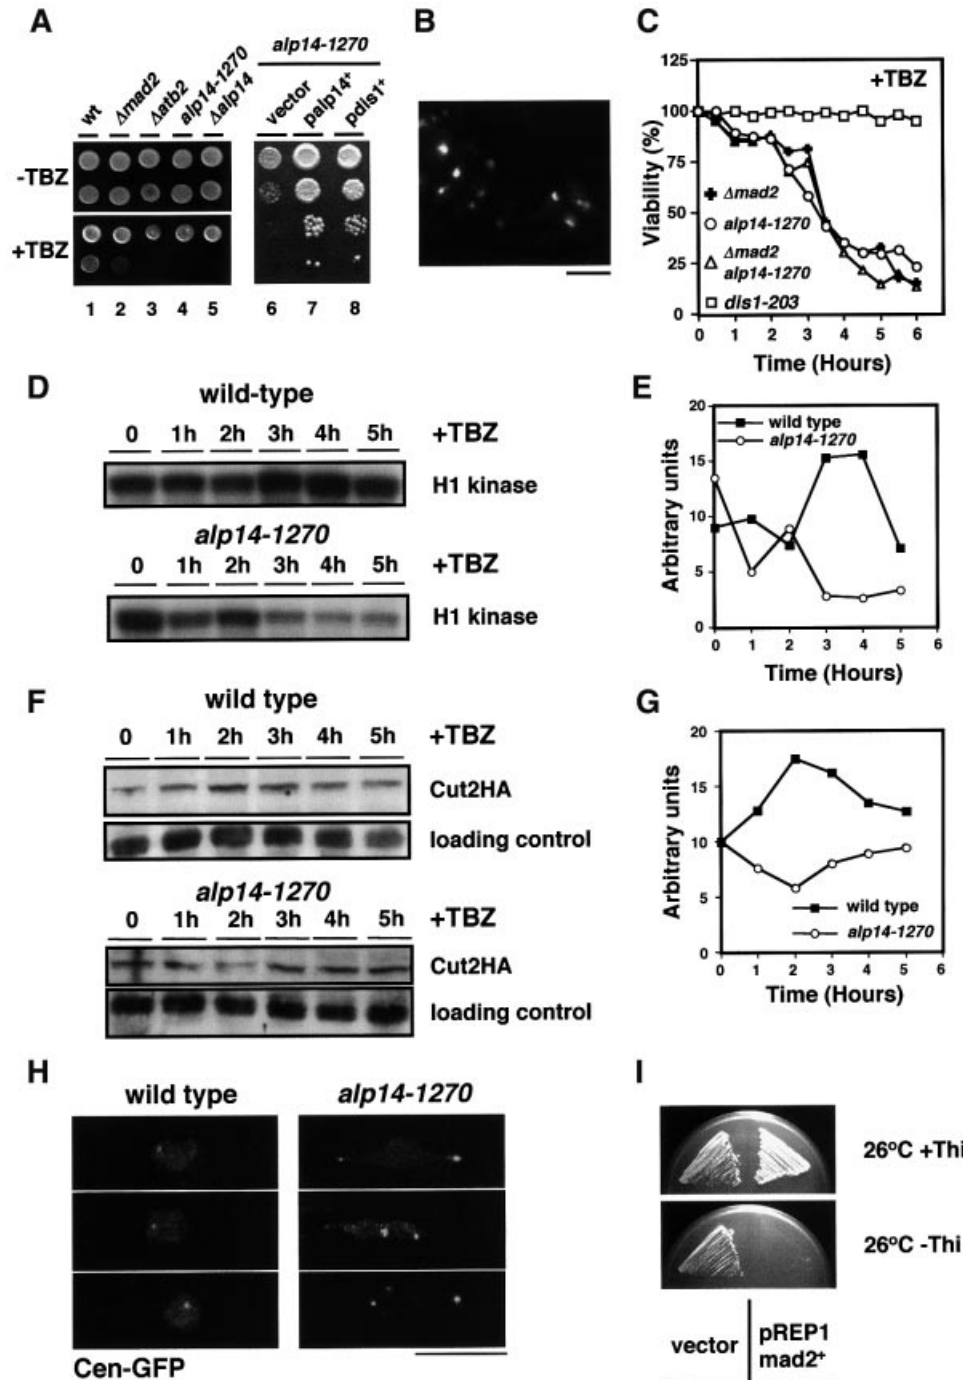 A
alp14-1270
wt Δmad2 Δatb2 alp14-1270 Δalp14 vector palp14+ pdis1+
-TBZ
+TBZ
1 2 3 4 5 6 7 8
B
C
+TBZ
125
100
75
50
25
0
Viability (%)
Δmad2
alp14-1270
Δmad2
alp14-1270
dis1-203
0 1 2 3 4 5 6
Time (Hours)
D
wild-type
0 1h 2h 3h 4h 5h +TBZ
H1 kinase
alp14-1270
0 1h 2h 3h 4h 5h +TBZ
H1 kinase
E
20
15
10
5
0
Arbitrary units
wild type
alp14-1270
0 1 2 3 4 5 6
Time (Hours)
F
wild type
0 1h 2h 3h 4h 5h +TBZ
Cut2HA
loading control
alp14-1270
0 1h 2h 3h 4h 5h +TBZ
Cut2HA
loading control
G
20
15
10
5
0
Arbitrary units
wild type
alp14-1270
0 1 2 3 4 5 6
Time (Hours)
H
wild type alp14-1270
Cen-GFP
I
26°C +Thi
26°C -Thi
vector
pREP1
mad2+